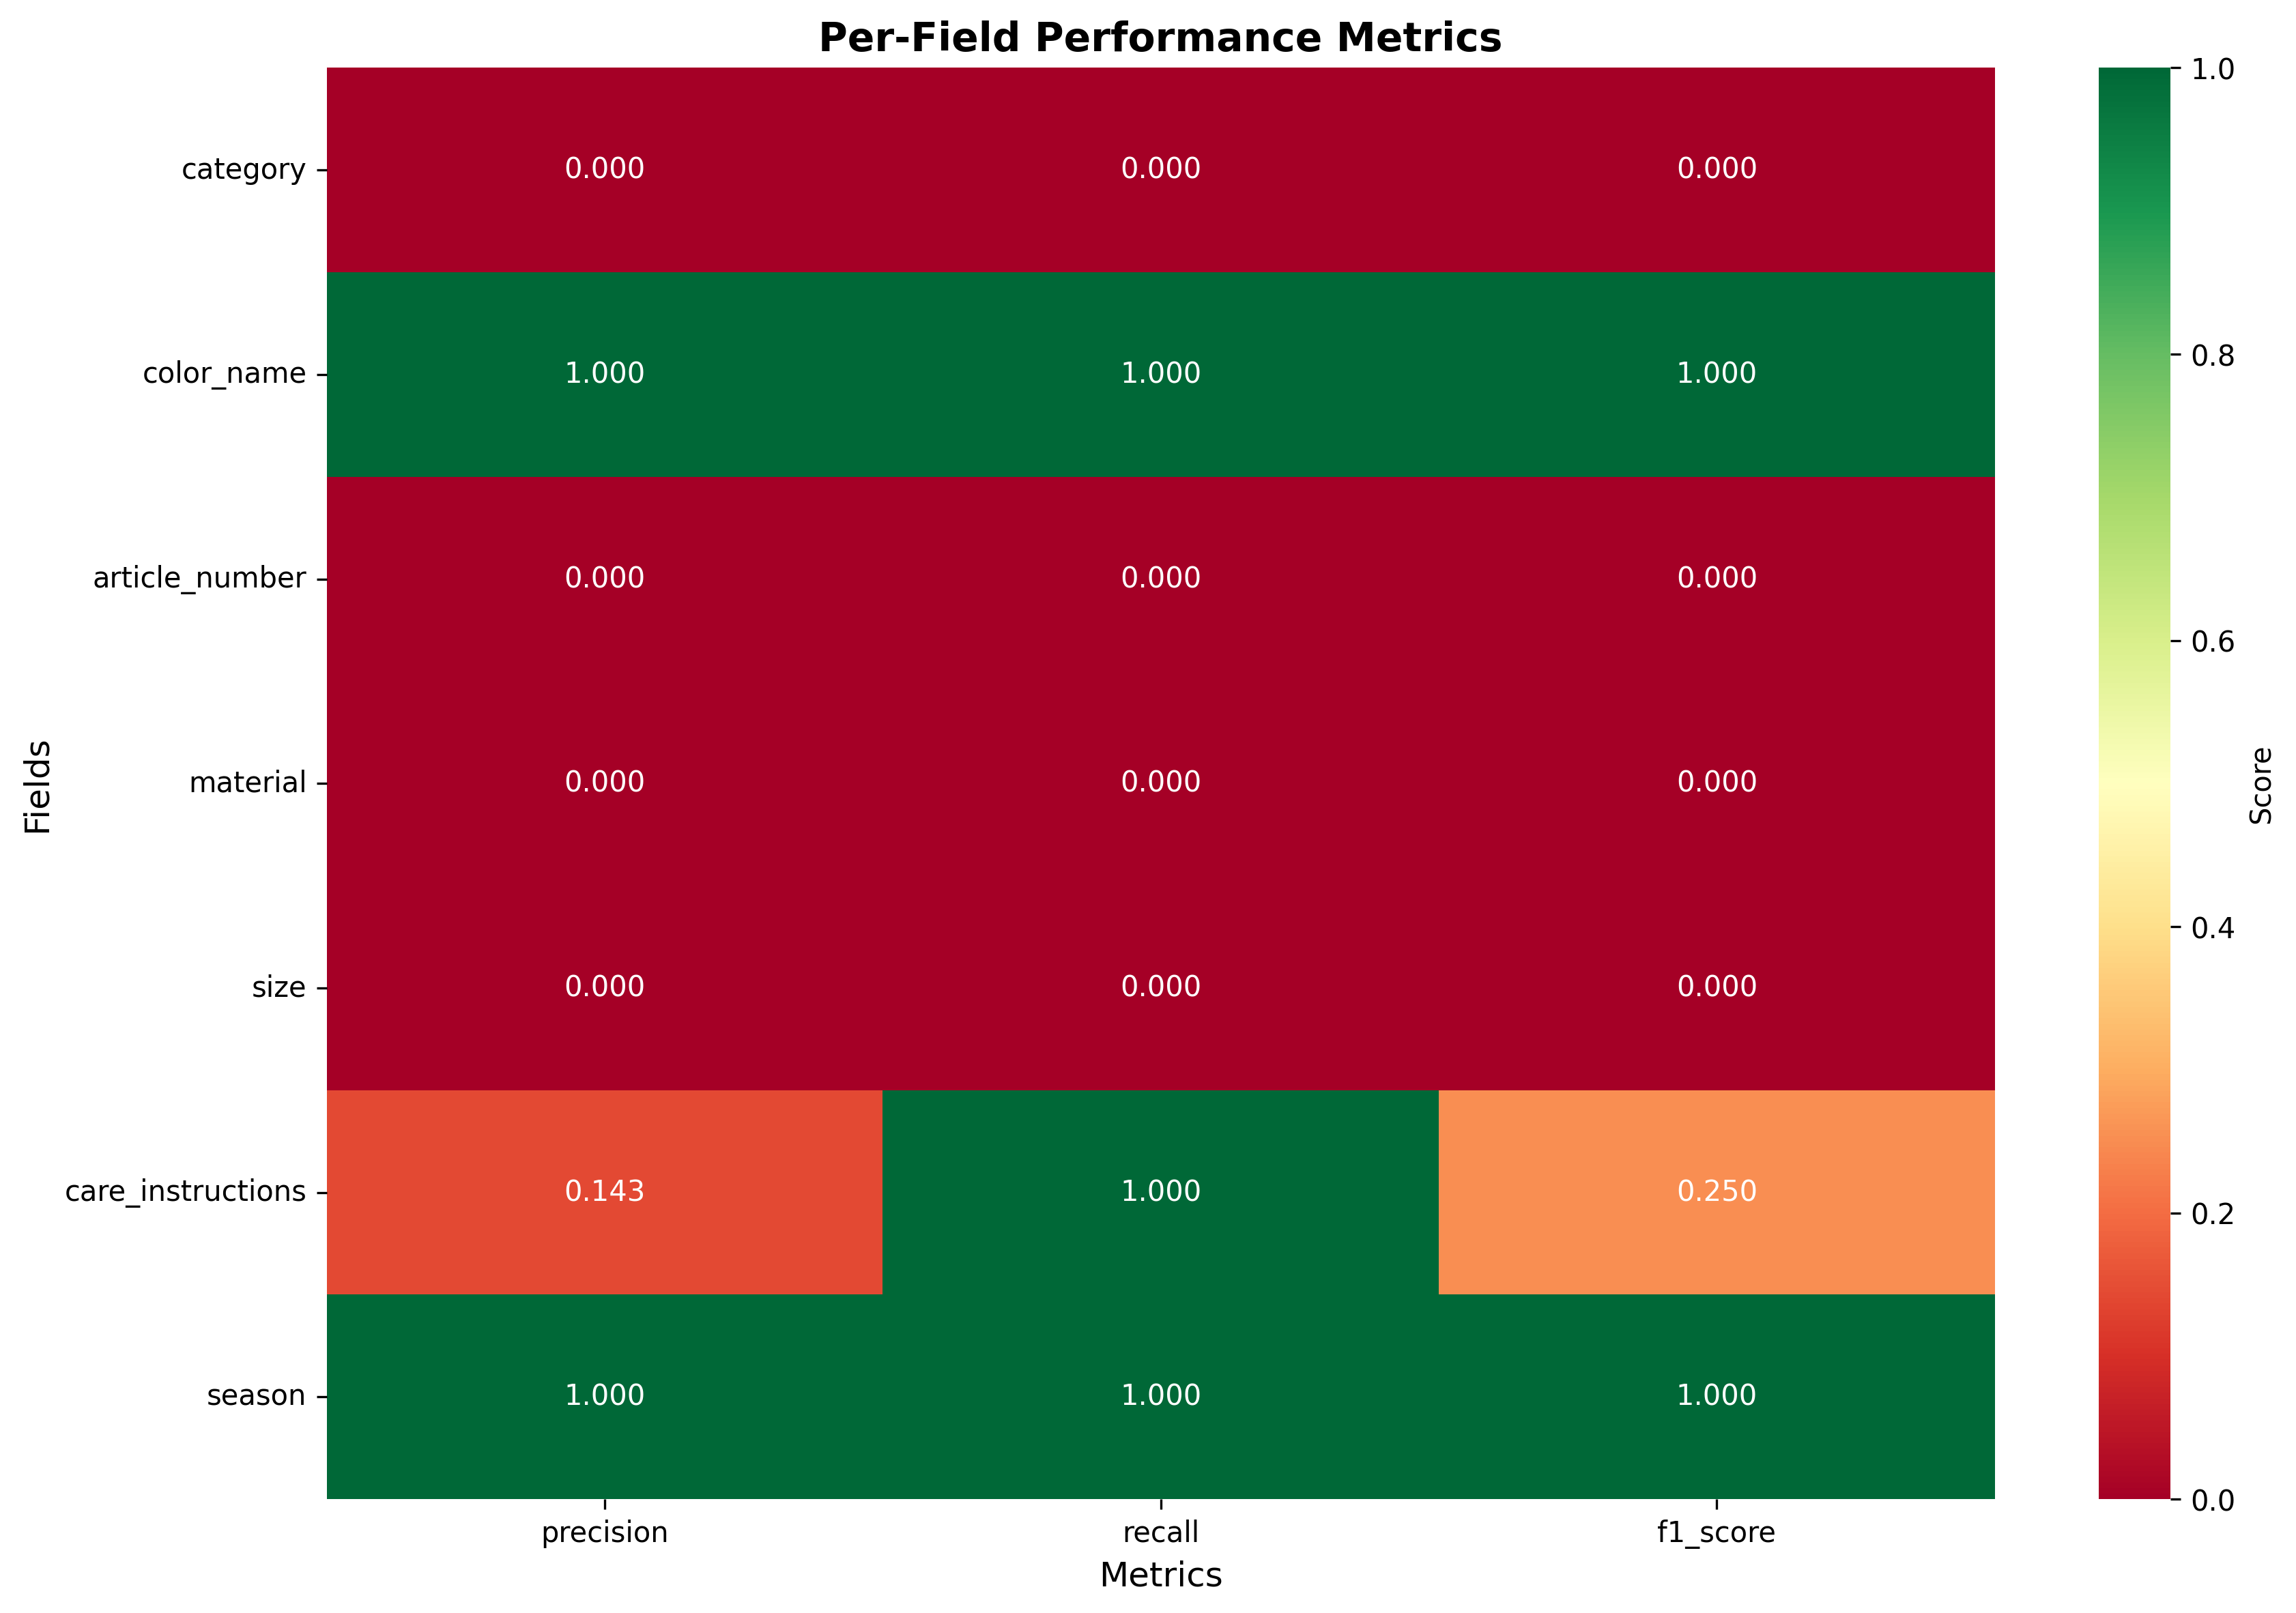 Per-Field Performance Metrics
category 0.000 0.000 0.000
color_name 1.000 1.000 1.000
article_number 0.000 0.000 0.000
material 0.000 0.000 0.000
size 0.000 0.000 0.000
care_instructions 0.143 1.000 0.250
season 1.000 1.000 1.000
precision recall f1_score
Metrics
Fields
1.0
0.8
0.6
0.4
0.2
0.0
Score